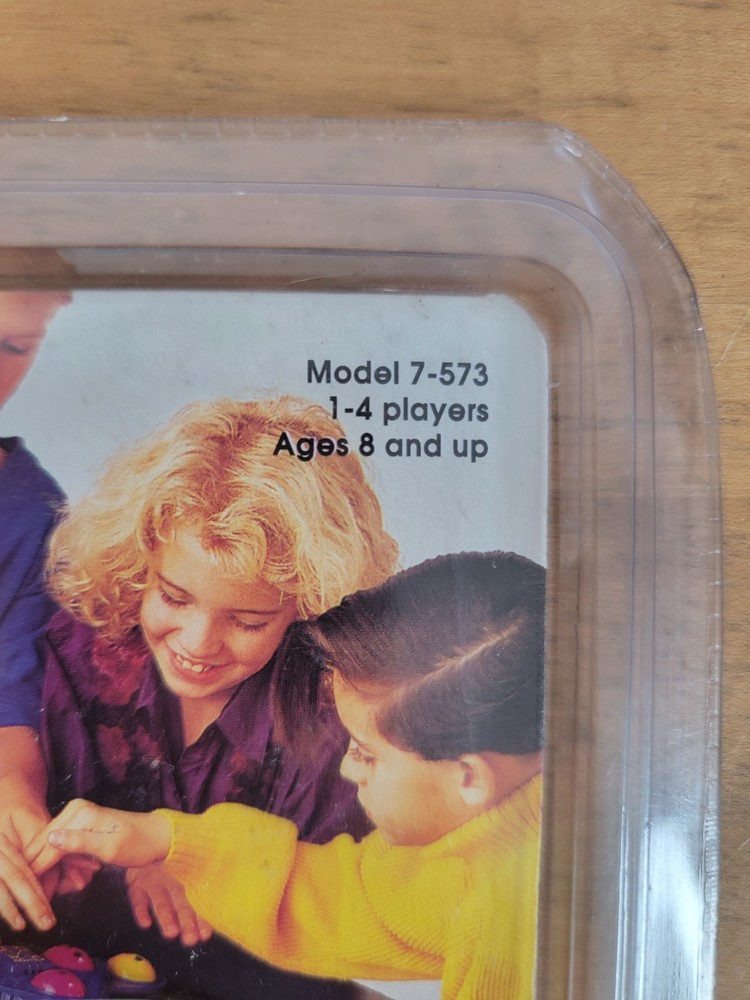 Model 7-573
1-4 players
Ages 8 and up